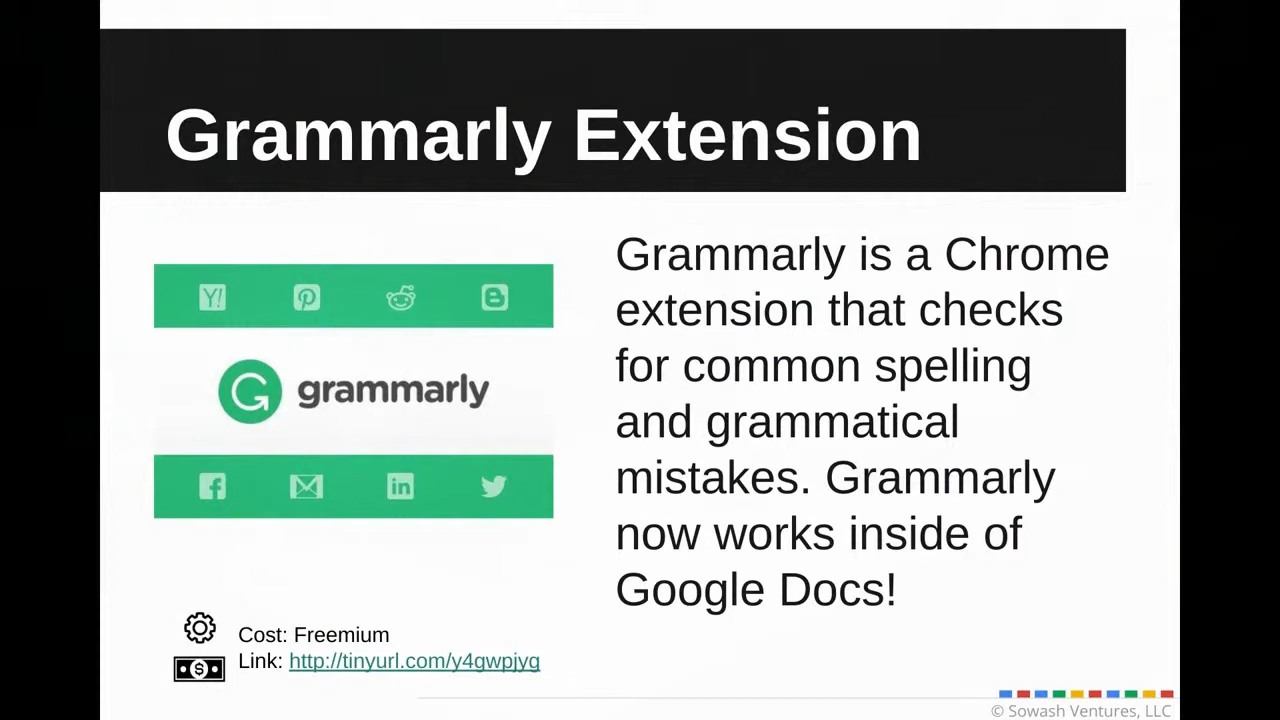 Grammarly Extension
Grammarly is a Chrome
extension that checks
for common spelling
and grammatical
mistakes. Grammarly
now works inside of
Google Docs!
grammarly
Cost: Freemium
Link: http://tinyurl.com/y4gwpjyg
© Sowash Ventures, LLC